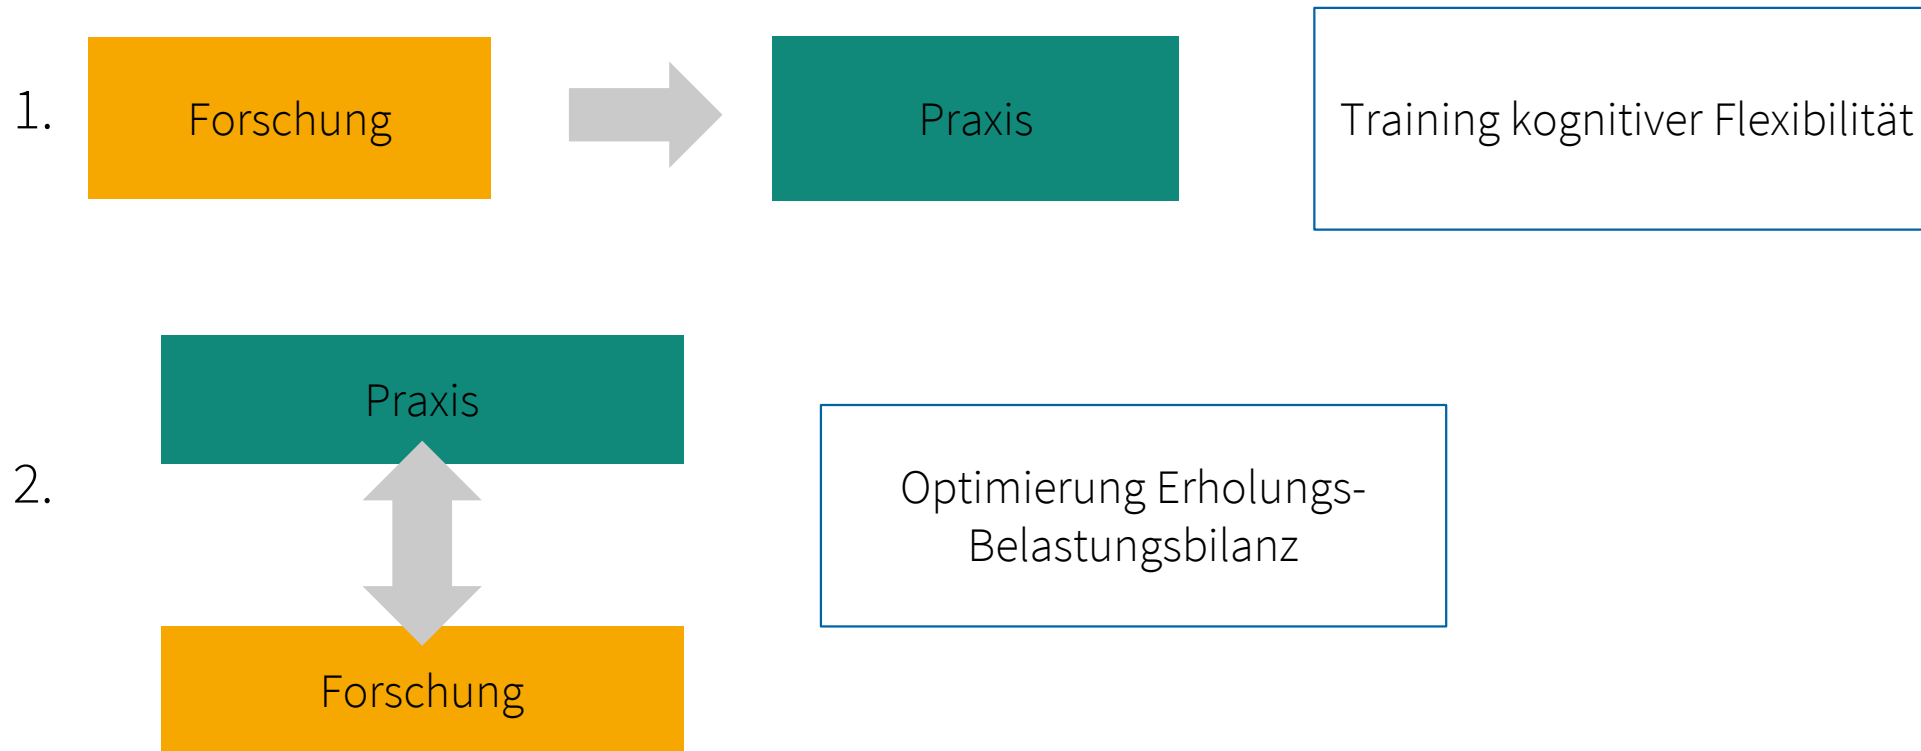 1.
Forschung
Praxis
Training kognitiver Flexibilität
2.
Praxis
Optimierung Erholungs-
Belastungsbilanz
Forschung